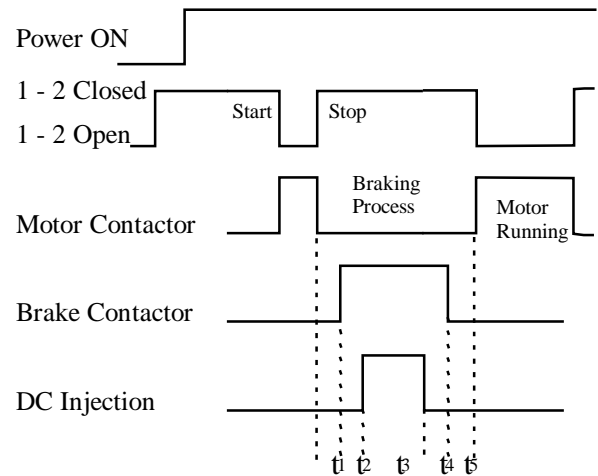 Power ON
1 - 2 Closed
Start
Stop
1 - 2 Open
Braking
Process
Motor
Running
Motor Contactor
Brake Contactor
DC Injection
t1 t2 t3 t4 t5